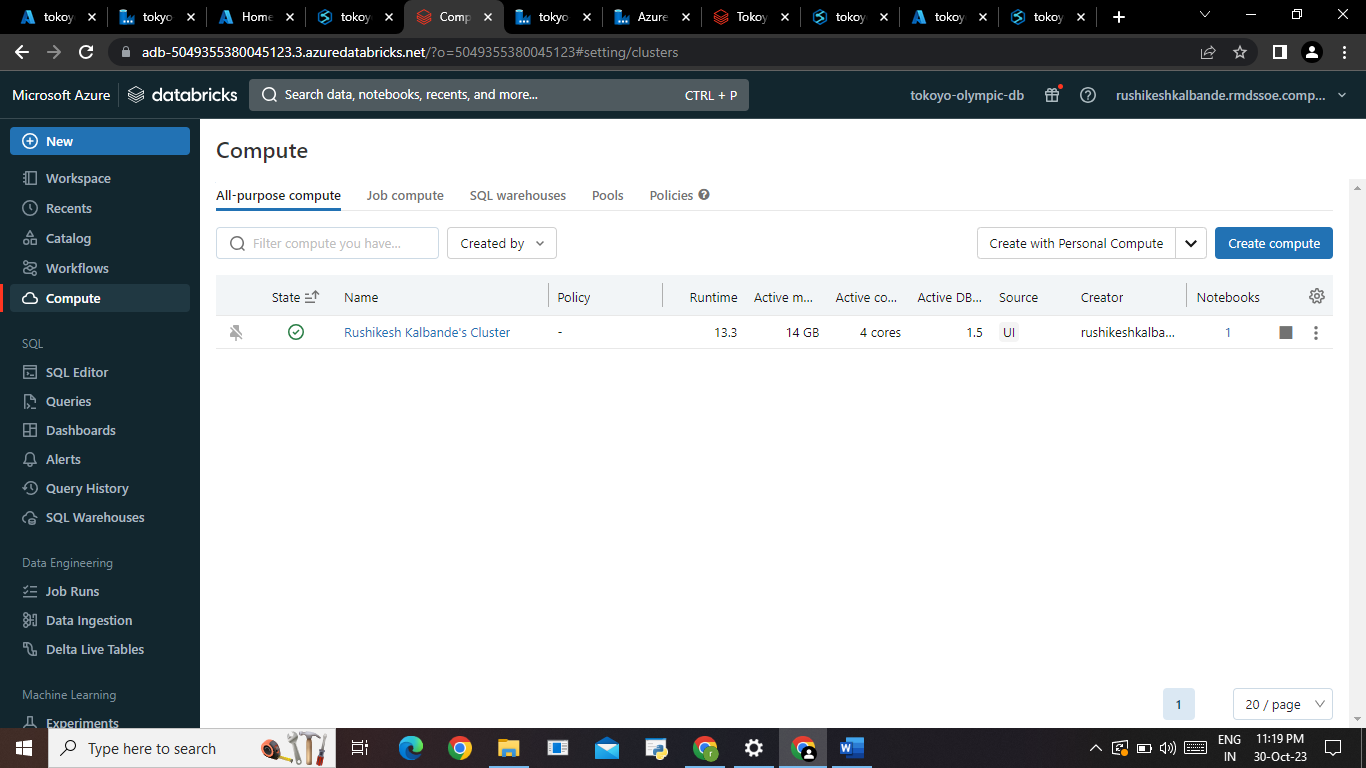 tokoy
tokyo
Home
tokoy
Comp
tokyo
Azure
Tokoy
tokoy
tokoy
tokoy
adb-5049355380045123.3.azuredatabricks.net/?o=5049355380045123#setting/clusters
Microsoft Azure databricks Search data, notebooks, recents, and more... CTRL + P tokoyo-olympic-db rushikeshkalbande.rmdssoe.comp...
New
Workspace
Recents
Catalog
Workflows
Compute
SQL
SQL Editor
Queries
Dashboards
Alerts
Query History
SQL Warehouses
Data Engineering
Job Runs
Data Ingestion
Delta Live Tables
Machine Learning
Experiments
Compute
All-purpose compute Job compute SQL warehouses Pools Policies ?
Filter compute you have... Created by Create with Personal Compute Create compute
State Name Policy Runtime Active m... Active co... Active DB... Source Creator Notebooks
Rushikesh Kalbande's Cluster - 13.3 14 GB 4 cores 1.5 UI rushikeshkalba... 1
1 20 / page
Type here to search
W
ENG
IN
11:19 PM
30-Oct-23